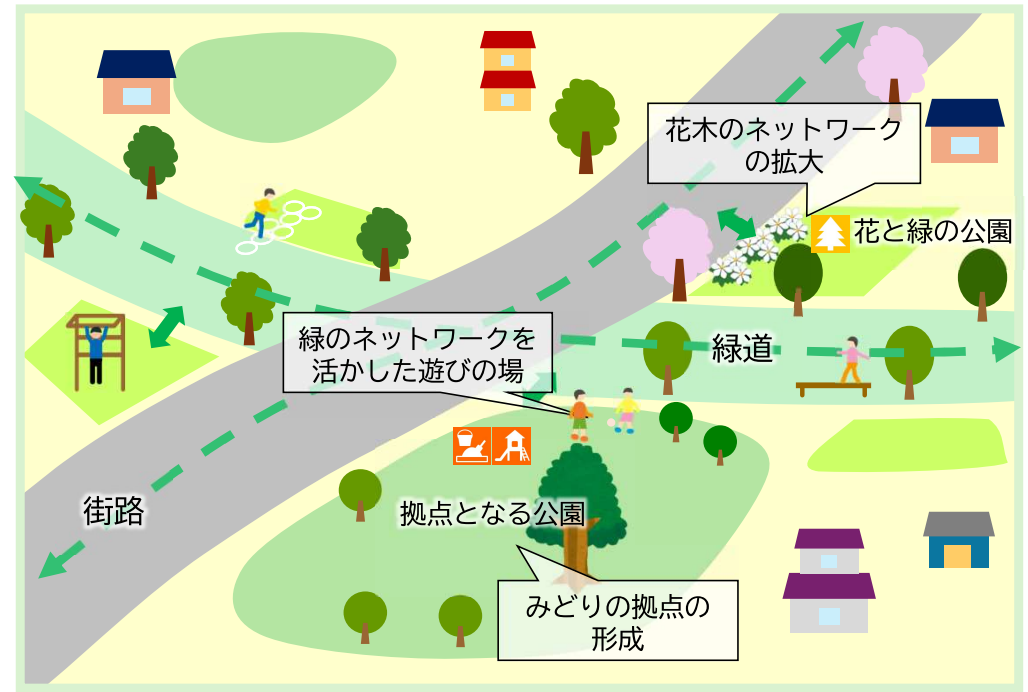 花木のネットワーク
の拡大
花と緑の公園
緑のネットワークを
活かした遊びの場
緑道
街路
拠点となる公園
みどりの拠点の
形成